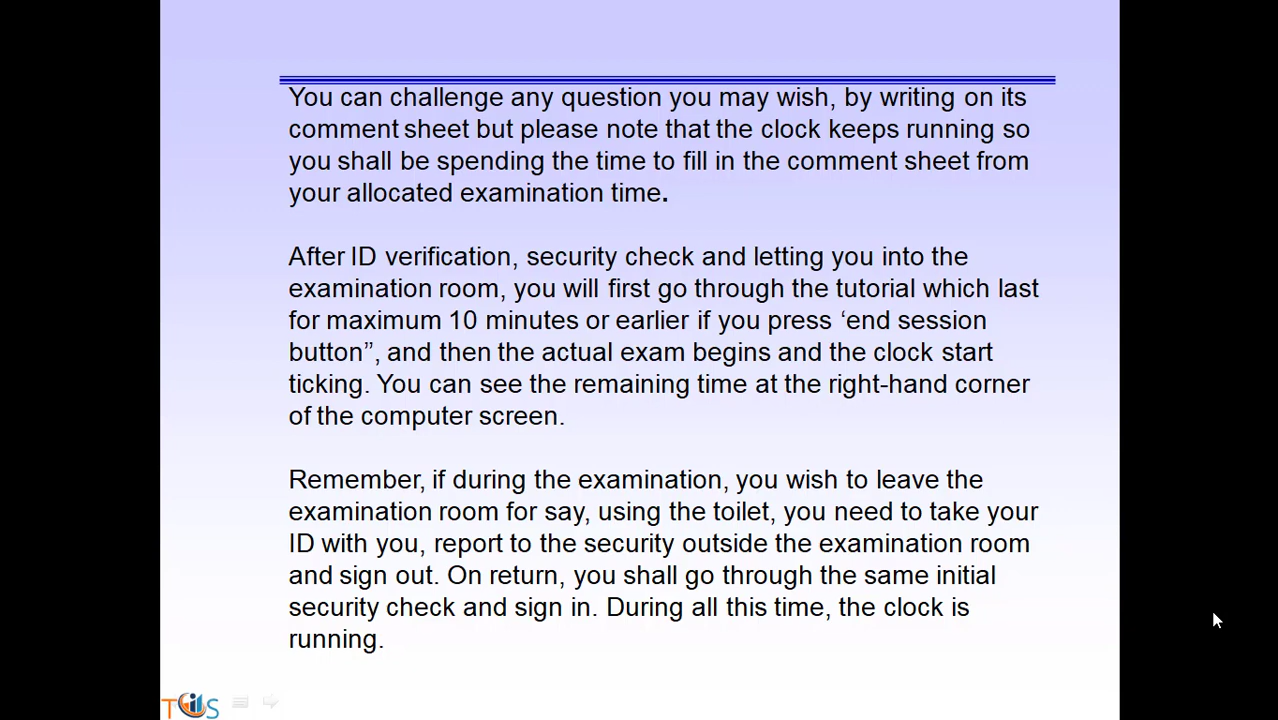 You can challenge any question you may wish, by writing on its
comment sheet but please note that the clock keeps running so
you shall be spending the time to fill in the comment sheet from
your allocated examination time.
After ID verification, security check and letting you into the
examination room, you will first go through the tutorial which last
for maximum 10 minutes or earlier if you press ‘end session
button’’, and then the actual exam begins and the clock start
ticking. You can see the remaining time at the right-hand corner
of the computer screen.
Remember, if during the examination, you wish to leave the
examination room for say, using the toilet, you need to take your
ID with you, report to the security outside the examination room
and sign out. On return, you shall go through the same initial
security check and sign in. During all this time, the clock is
running.